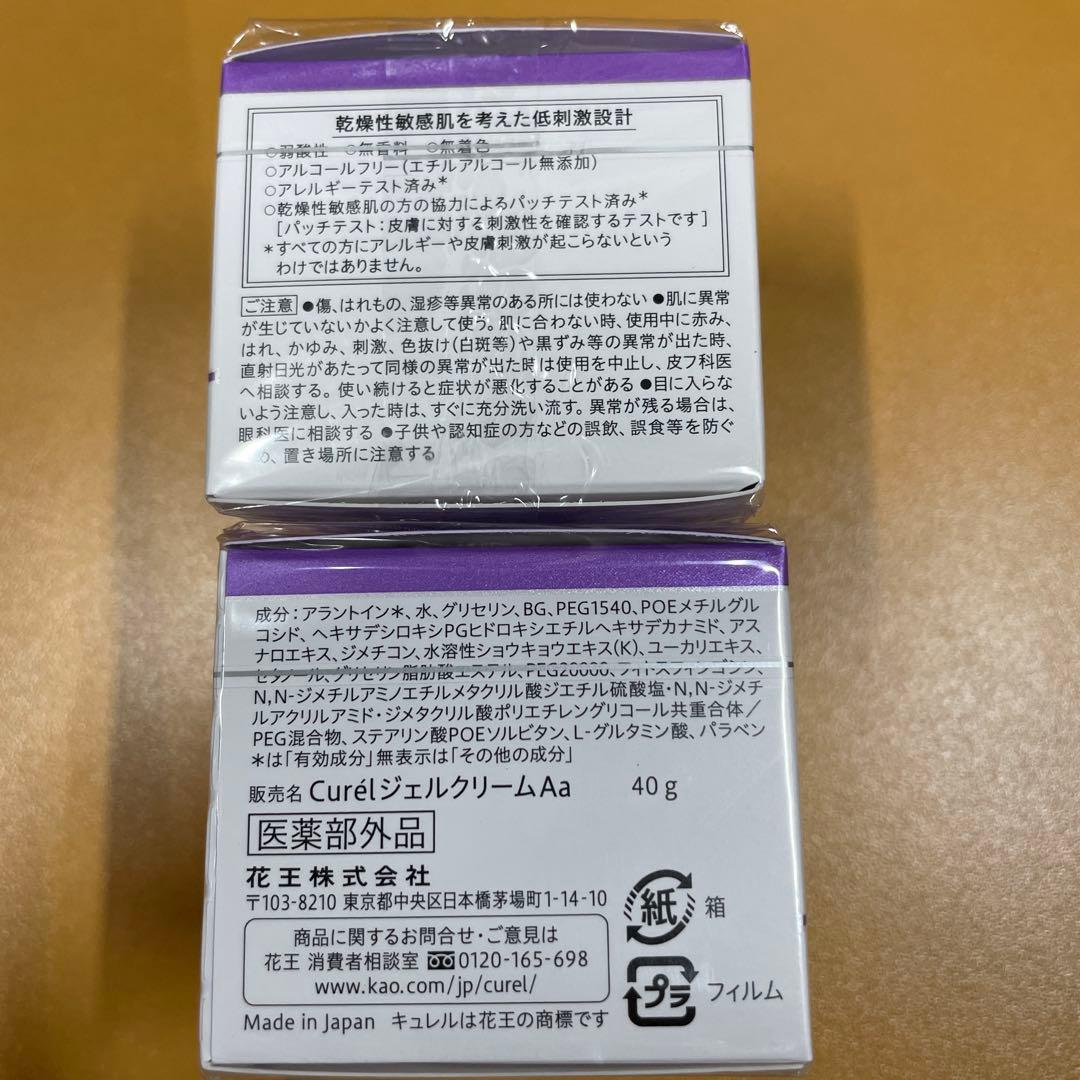 乾燥性敏感肌を考えた低刺激設計
○弱酸性 ○無香料 ○無着色
○アルコールフリー(エチルアルコール無添加)
○アレルギーテスト済み*
○乾燥性敏感肌の方の協力によるパッチテスト済み*
[パッチテスト:皮膚に対する刺激性を確認するテストです]
*すべての方にアレルギーや皮膚刺激が起こらないという
わけではありません。
ご注意 ●傷、はれもの、湿疹等異常のある所には使わない ●肌に異常
が生じていないかよく注意して使う。肌に合わない時、使用中に赤み、
はれ、かゆみ、刺激、色抜け(白斑等)や黒ずみ等の異常が出た時、
直射日光があたって同様の異常が出た時は使用を中止し、皮フ科医
へ相談する。使い続けると症状が悪化することがある ●目に入らな
いよう注意し、入った時は、すぐに充分洗い流す。異常が残る場合は、
眼科医に相談する ●子供や認知症の方などの誤飲、誤食等を防ぐ
め、置き場所に注意する
成分:アラントイン*、水、グリセリン、BG、PEG1540、POEメチルグル
コシド、ヘキサデシロキシPGヒドロキシエチルヘキサデカナミド、アス
ナロエキス、ジメチコン、水溶性ショウキョウエキス(K)、ユーカリエキス、
セタノール、グリセリン脂肪酸エステル、PEG20000、フィトスフィンゴシン、
N,N-ジメチルアミノエチルメタクリル酸ジエチル硫酸塩・N,N-ジメチ
ルアクリルアミド・ジメタクリル酸ポリエチレングリコール共重合体/
PEG混合物、ステアリン酸POEソルビタン、L-グルタミン酸、パラベン
*は「有効成分」無表示は「その他の成分」
販売名 CurélジェルクリームAa 40g
医薬部外品
花王株式会社
〒103-8210 東京都中央区日本橋茅場町1-14-10
商品に関するお問合せ・ご意見は
花王 消費者相談室 0120-165-698
www.kao.com/jp/curel/
Made in Japan キュレルは花王の商標です
紙 箱
プラ フィルム